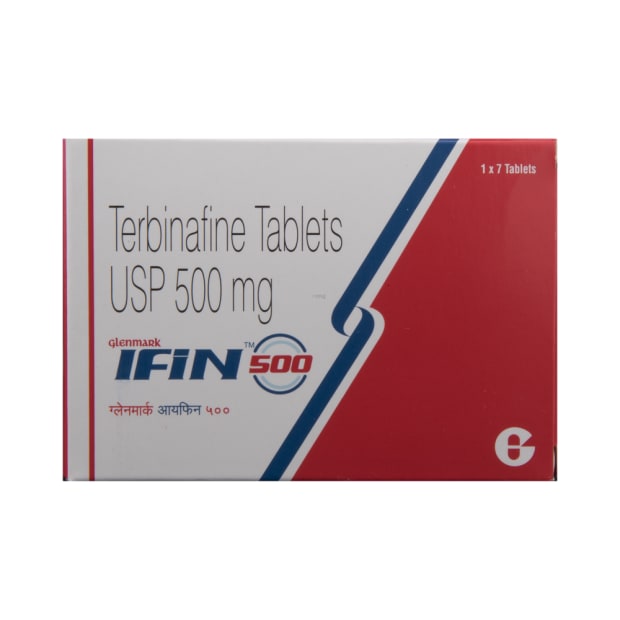 1 x 7 Tablets
Terbinafine Tablets
USP 500 mg
GLENMARK
IFiN™ 500
ग्लेनमार्क आयफिन ५००
G